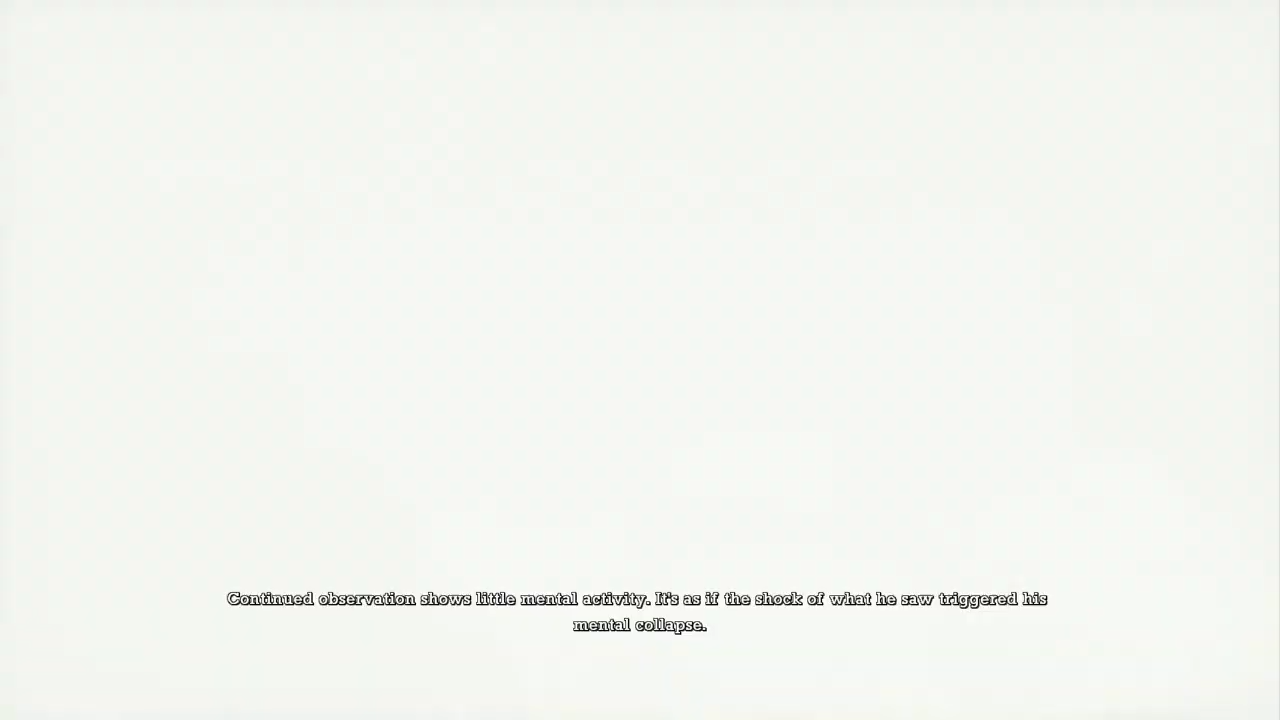 Continued observation shows little mental activity. It's as if the shock of what he saw triggered his
mental collapse.